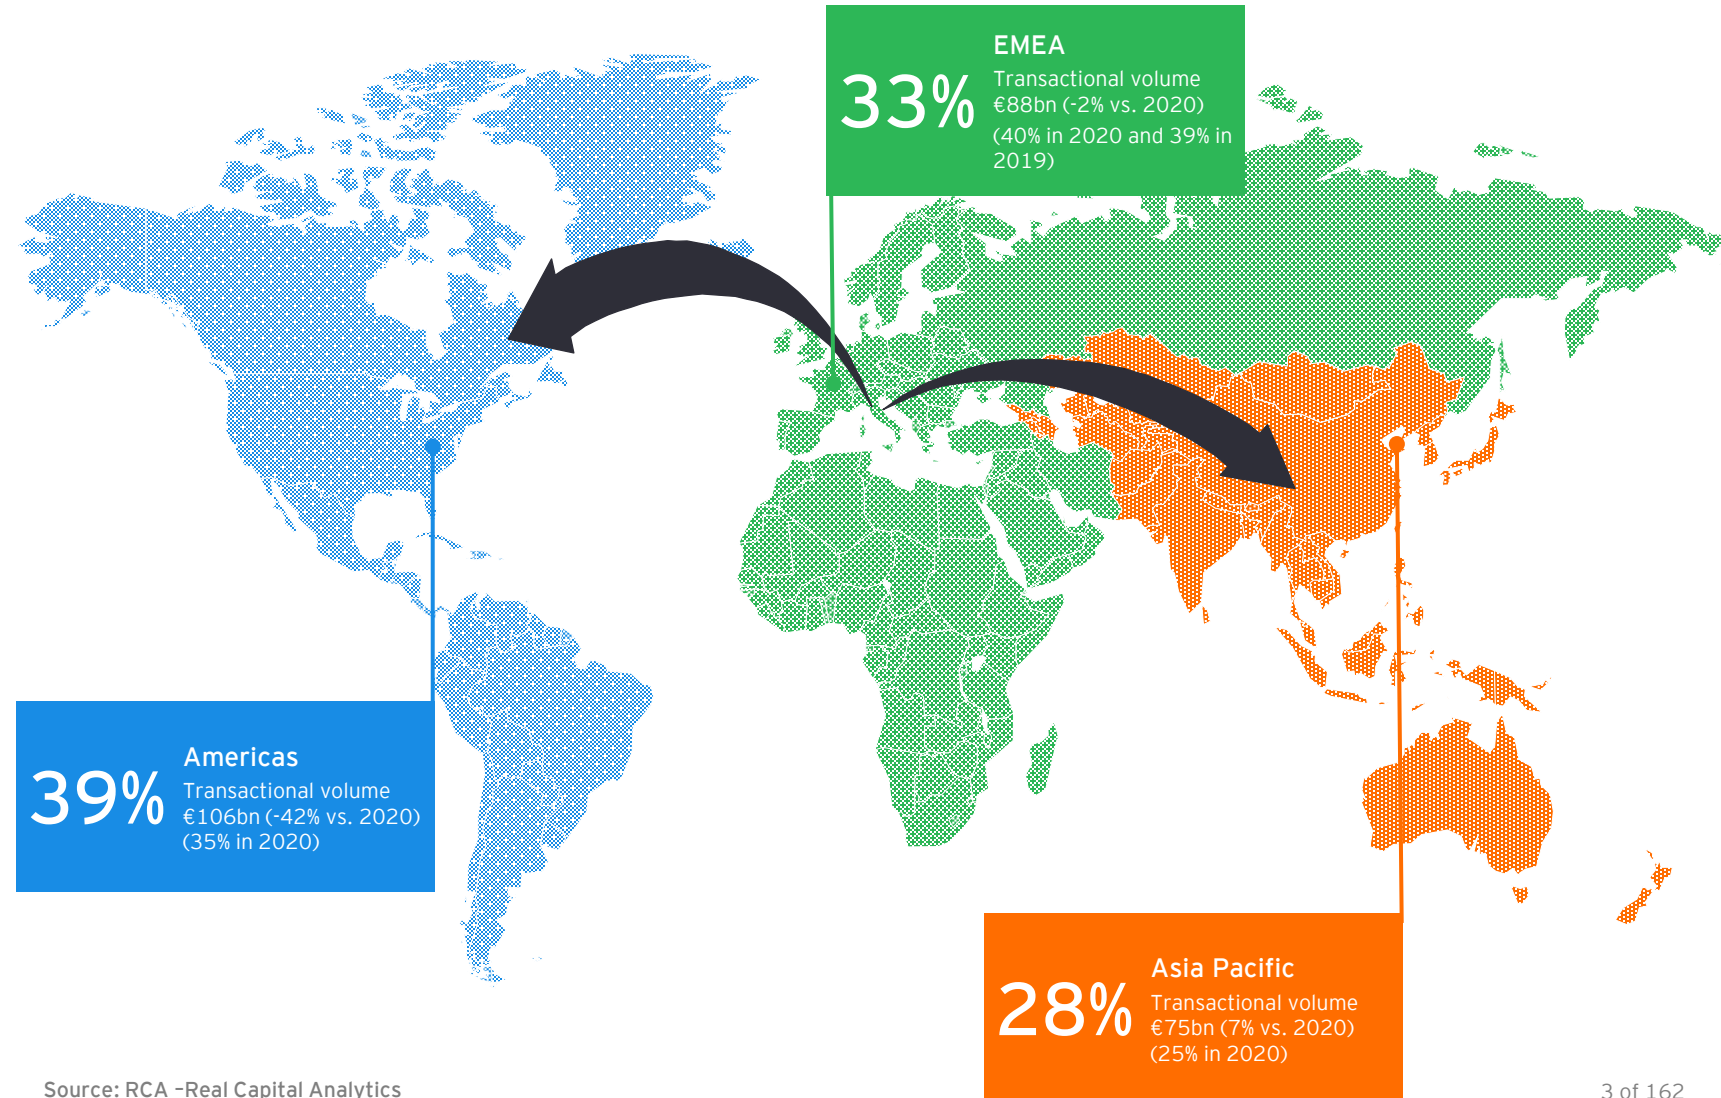 EMEA
33%
Transactional volume
€88bn (-2% vs. 2020)
(40% in 2020 and 39% in
2019)
Americas
39%
Transactional volume
€106bn (-42% vs. 2020)
(35% in 2020)
Asia Pacific
28%
Transactional volume
€75bn (7% vs. 2020)
(25% in 2020)
Source: RCA –Real Capital Analytics
3 of 162